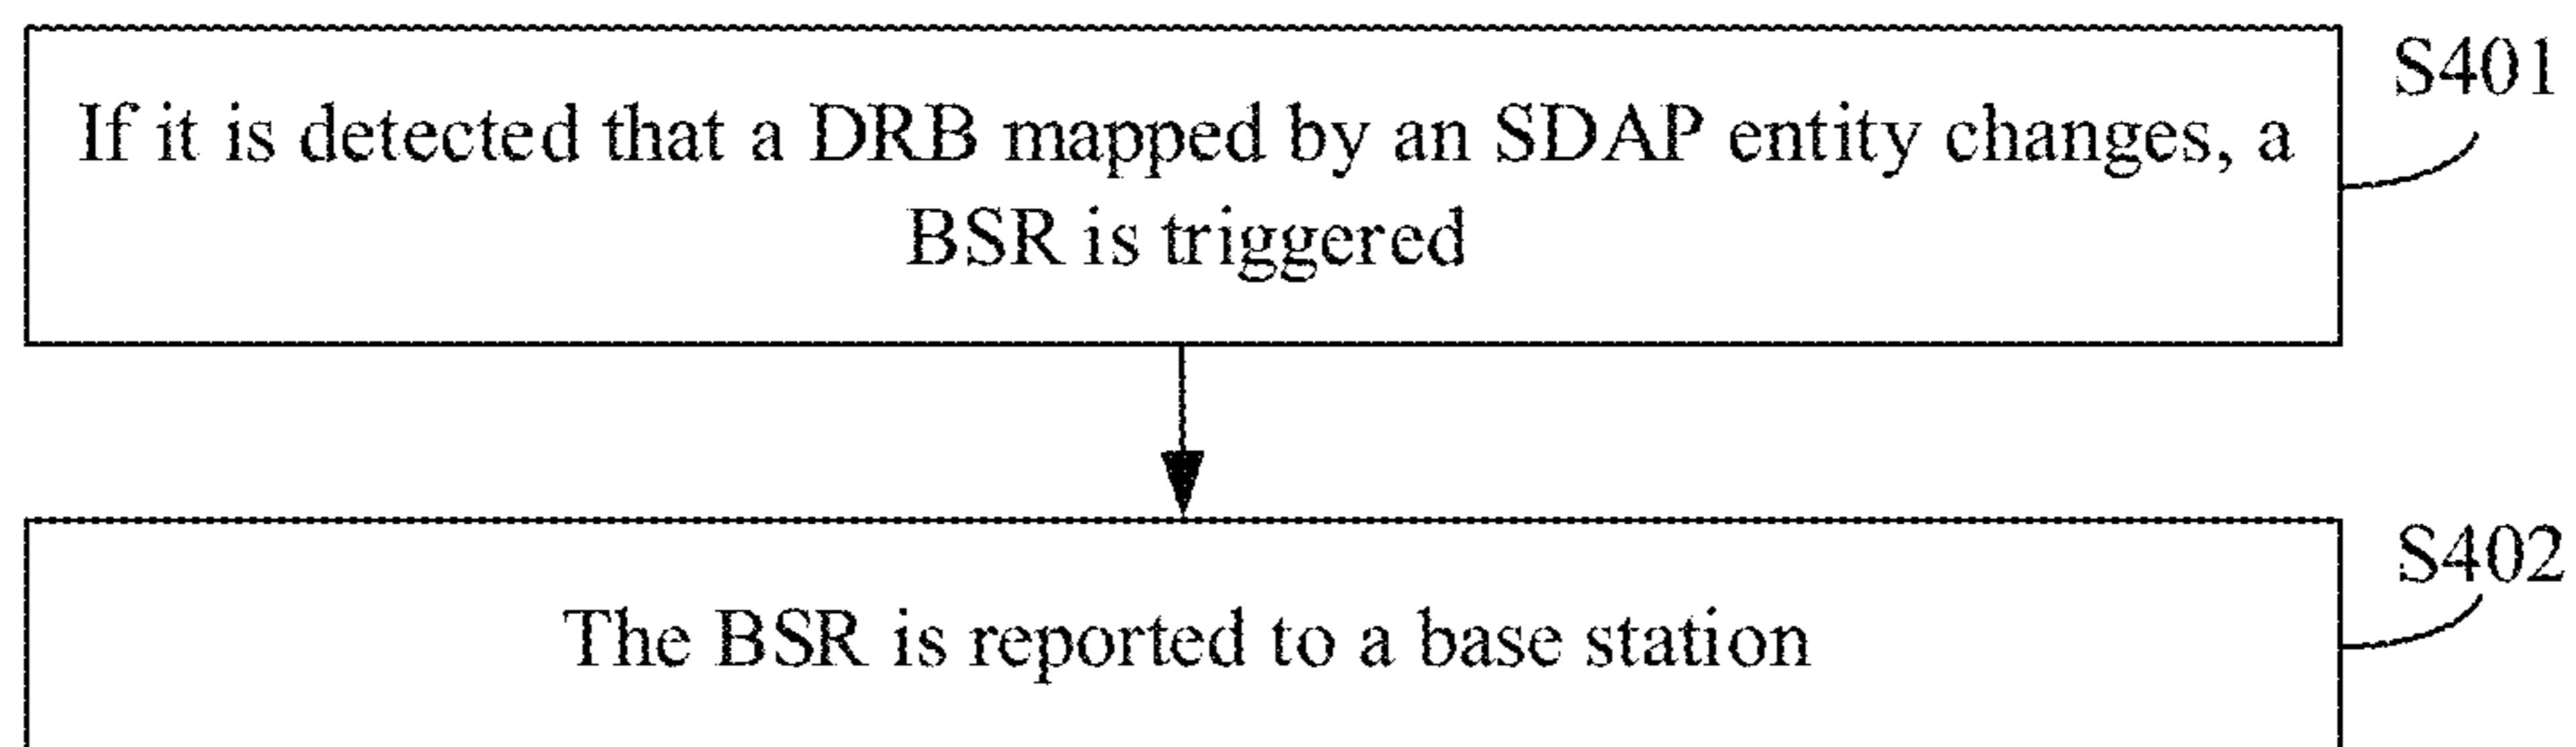 If it is detected that a DRB mapped by an SDAP entity changes, a
BSR is triggered
S401
The BSR is reported to a base station
S402